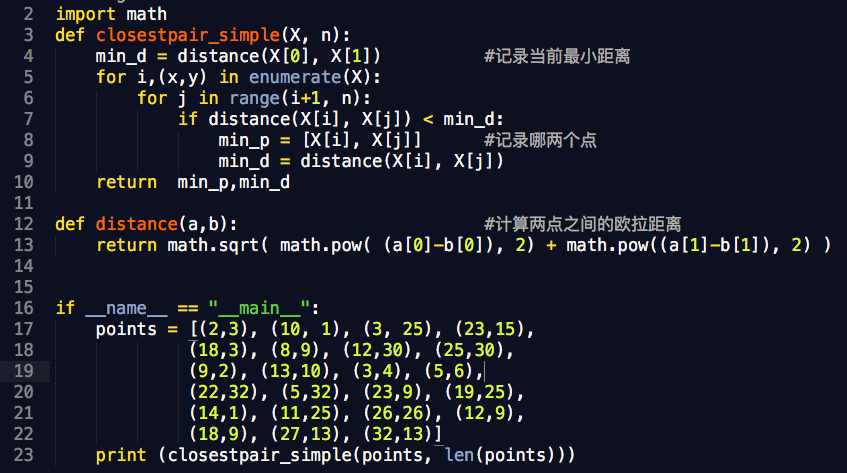 2 import math
3 def closestpair_simple(X, n):
4     min_d = distance(X[0], X[1])          #记录当前最小距离
5     for i,(x,y) in enumerate(X):
6         for j in range(i+1, n):
7             if distance(X[i], X[j]) < min_d:
8                 min_p = [X[i], X[j]]      #记录哪两个点
9                 min_d = distance(X[i], X[j])
10     return  min_p,min_d
11
12 def distance(a,b):                        #计算两点之间的欧拉距离
13     return math.sqrt( math.pow( (a[0]-b[0]), 2) + math.pow((a[1]-b[1]), 2) )
14
15
16 if __name__ == "__main__":
17     points = [(2,3), (10, 1), (3, 25), (23,15),
18              (18,3), (8,9), (12,30), (25,30),
19              (9,2), (13,10), (3,4), (5,6),
20              (22,32), (5,32), (23,9), (19,25),
21              (14,1), (11,25), (26,26), (12,9),
22              (18,9), (27,13), (32,13)]
23     print (closestpair_simple(points, len(points)))